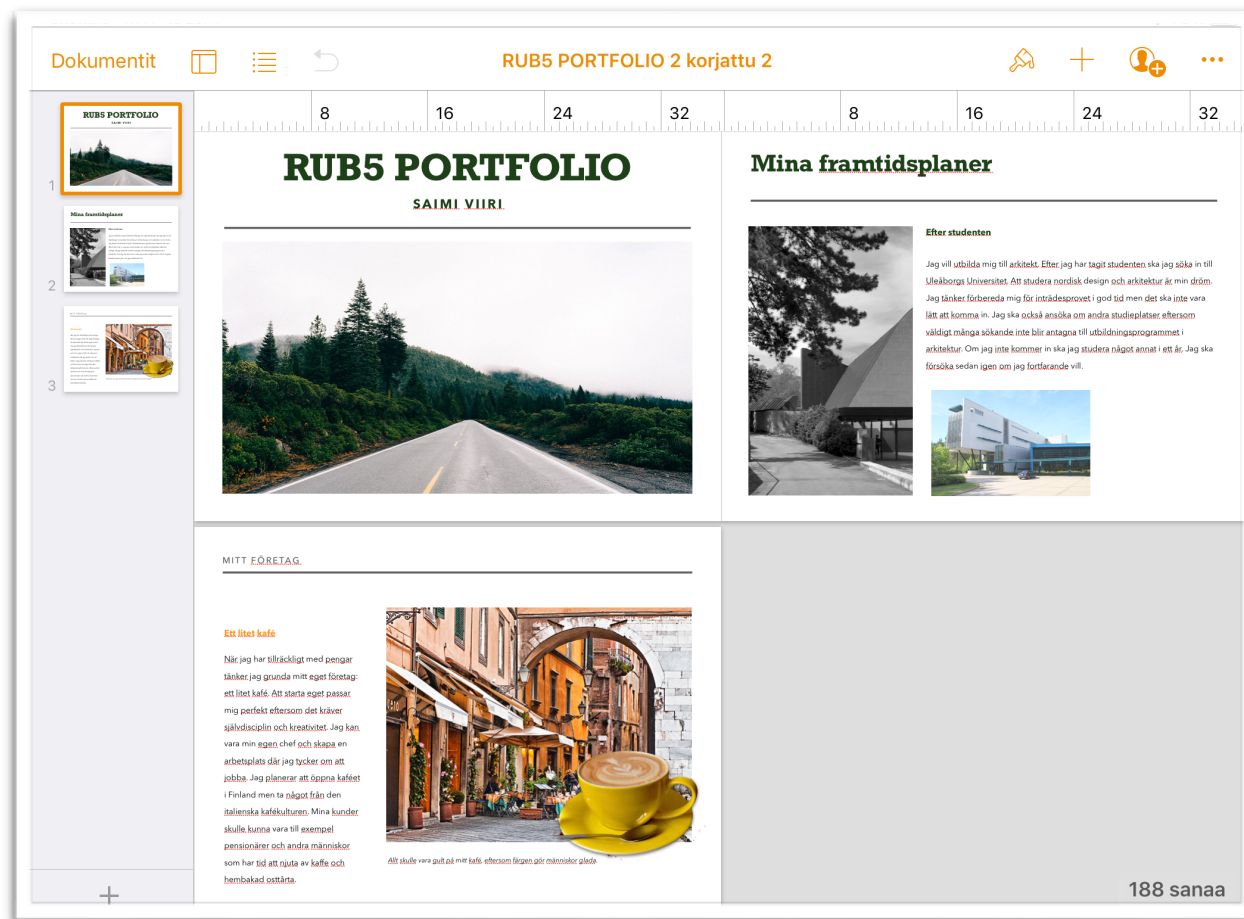 Dokumentit
RUB5 PORTFOLIO 2 korjattu 2
8 16 24 32 8 16 24 32
RUB5 PORTFOLIO
SAIMI VIIRI
1
Mina framtidsplaner
2
MITT FÖRETAG
3
RUB5 PORTFOLIO
SAIMI VIIRI
Mina framtidsplaner
Efter studenten
Jag vill utbilda mig till arkitekt. Efter jag har tagit studenten ska jag söka in till
Uleåborgs Universitet. Att studera nordisk design och arkitektur är min dröm.
Jag tänker förbereda mig för inträdesprovet i god tid men det ska inte vara
lätt att komma in. Jag ska också ansöka om andra studieplatser eftersom
väldigt många sökande inte blir antagna till utbildningsprogrammet i
arkitektur. Om jag inte kommer in ska jag studera något annat i ett år. Jag ska
försöka sedan igen om jag fortfarande vill.
MITT FÖRETAG
Ett litet kafé
När jag har tillräckligt med pengar
tänker jag grunda mitt eget företag:
ett litet kafé. Att starta eget passar
mig perfekt eftersom det kräver
självdisciplin och kreativitet. Jag kan
vara min egen chef och skapa en
arbetsplats där jag tycker om att
jobba. Jag planerar att öppna kaféet
i Finland men ta något från den
italienska kafékulturen. Mina kunder
skulle kunna vara till exempel
pensionärer och andra människor
som har tid att njuta av kaffe och
hembakad osttårta.
Allt skulle vara gult på mitt kafé, eftersom färgen gör människor glada.
188 sanaa